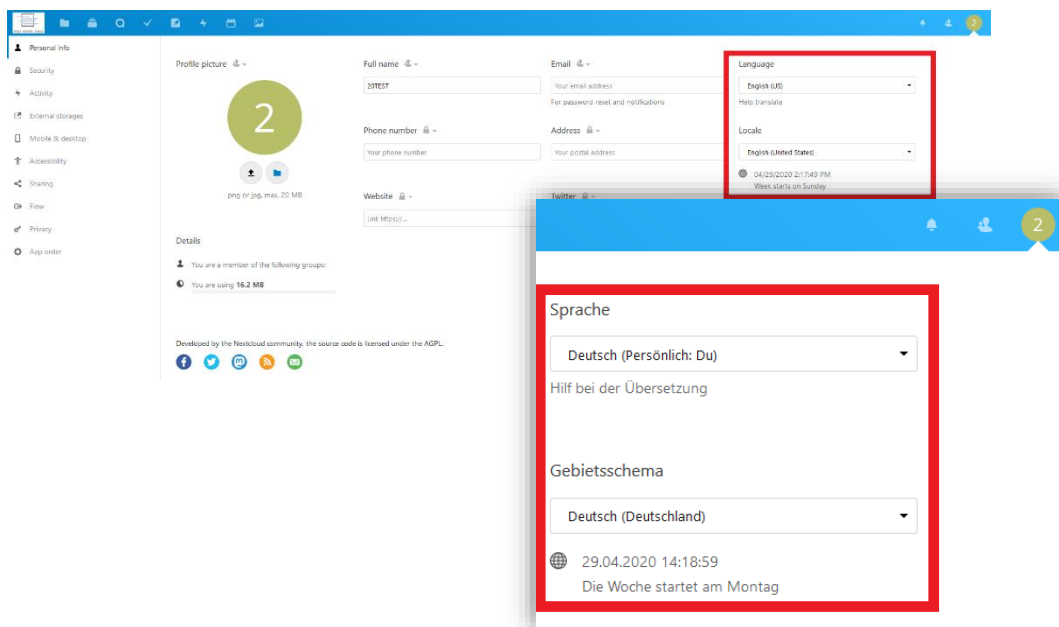 2
Personal info
Security
Activity
External storages
Mobile & desktop
Accessibility
Sharing
Flow
Privacy
App order
Profile picture
2
png or jpg, max. 20 MB
Details
You are a member of the following groups:
You are using 16.2 MB
Developed by the Nextcloud community, the source code is licensed under the AGPL.
Full name
20TEST
Phone number
Your phone number
Website
Link https://...
Email
Your email address
For password reset and notifications
Address
Your postal address
Twitter
Language
English (US)
Help translate
Locale
English (United States)
04/29/2020 2:17:49 PM
Week starts on Sunday
2
Sprache
Deutsch (Persönlich: Du)
Hilf bei der Übersetzung
Gebietsschema
Deutsch (Deutschland)
29.04.2020 14:18:59
Die Woche startet am Montag